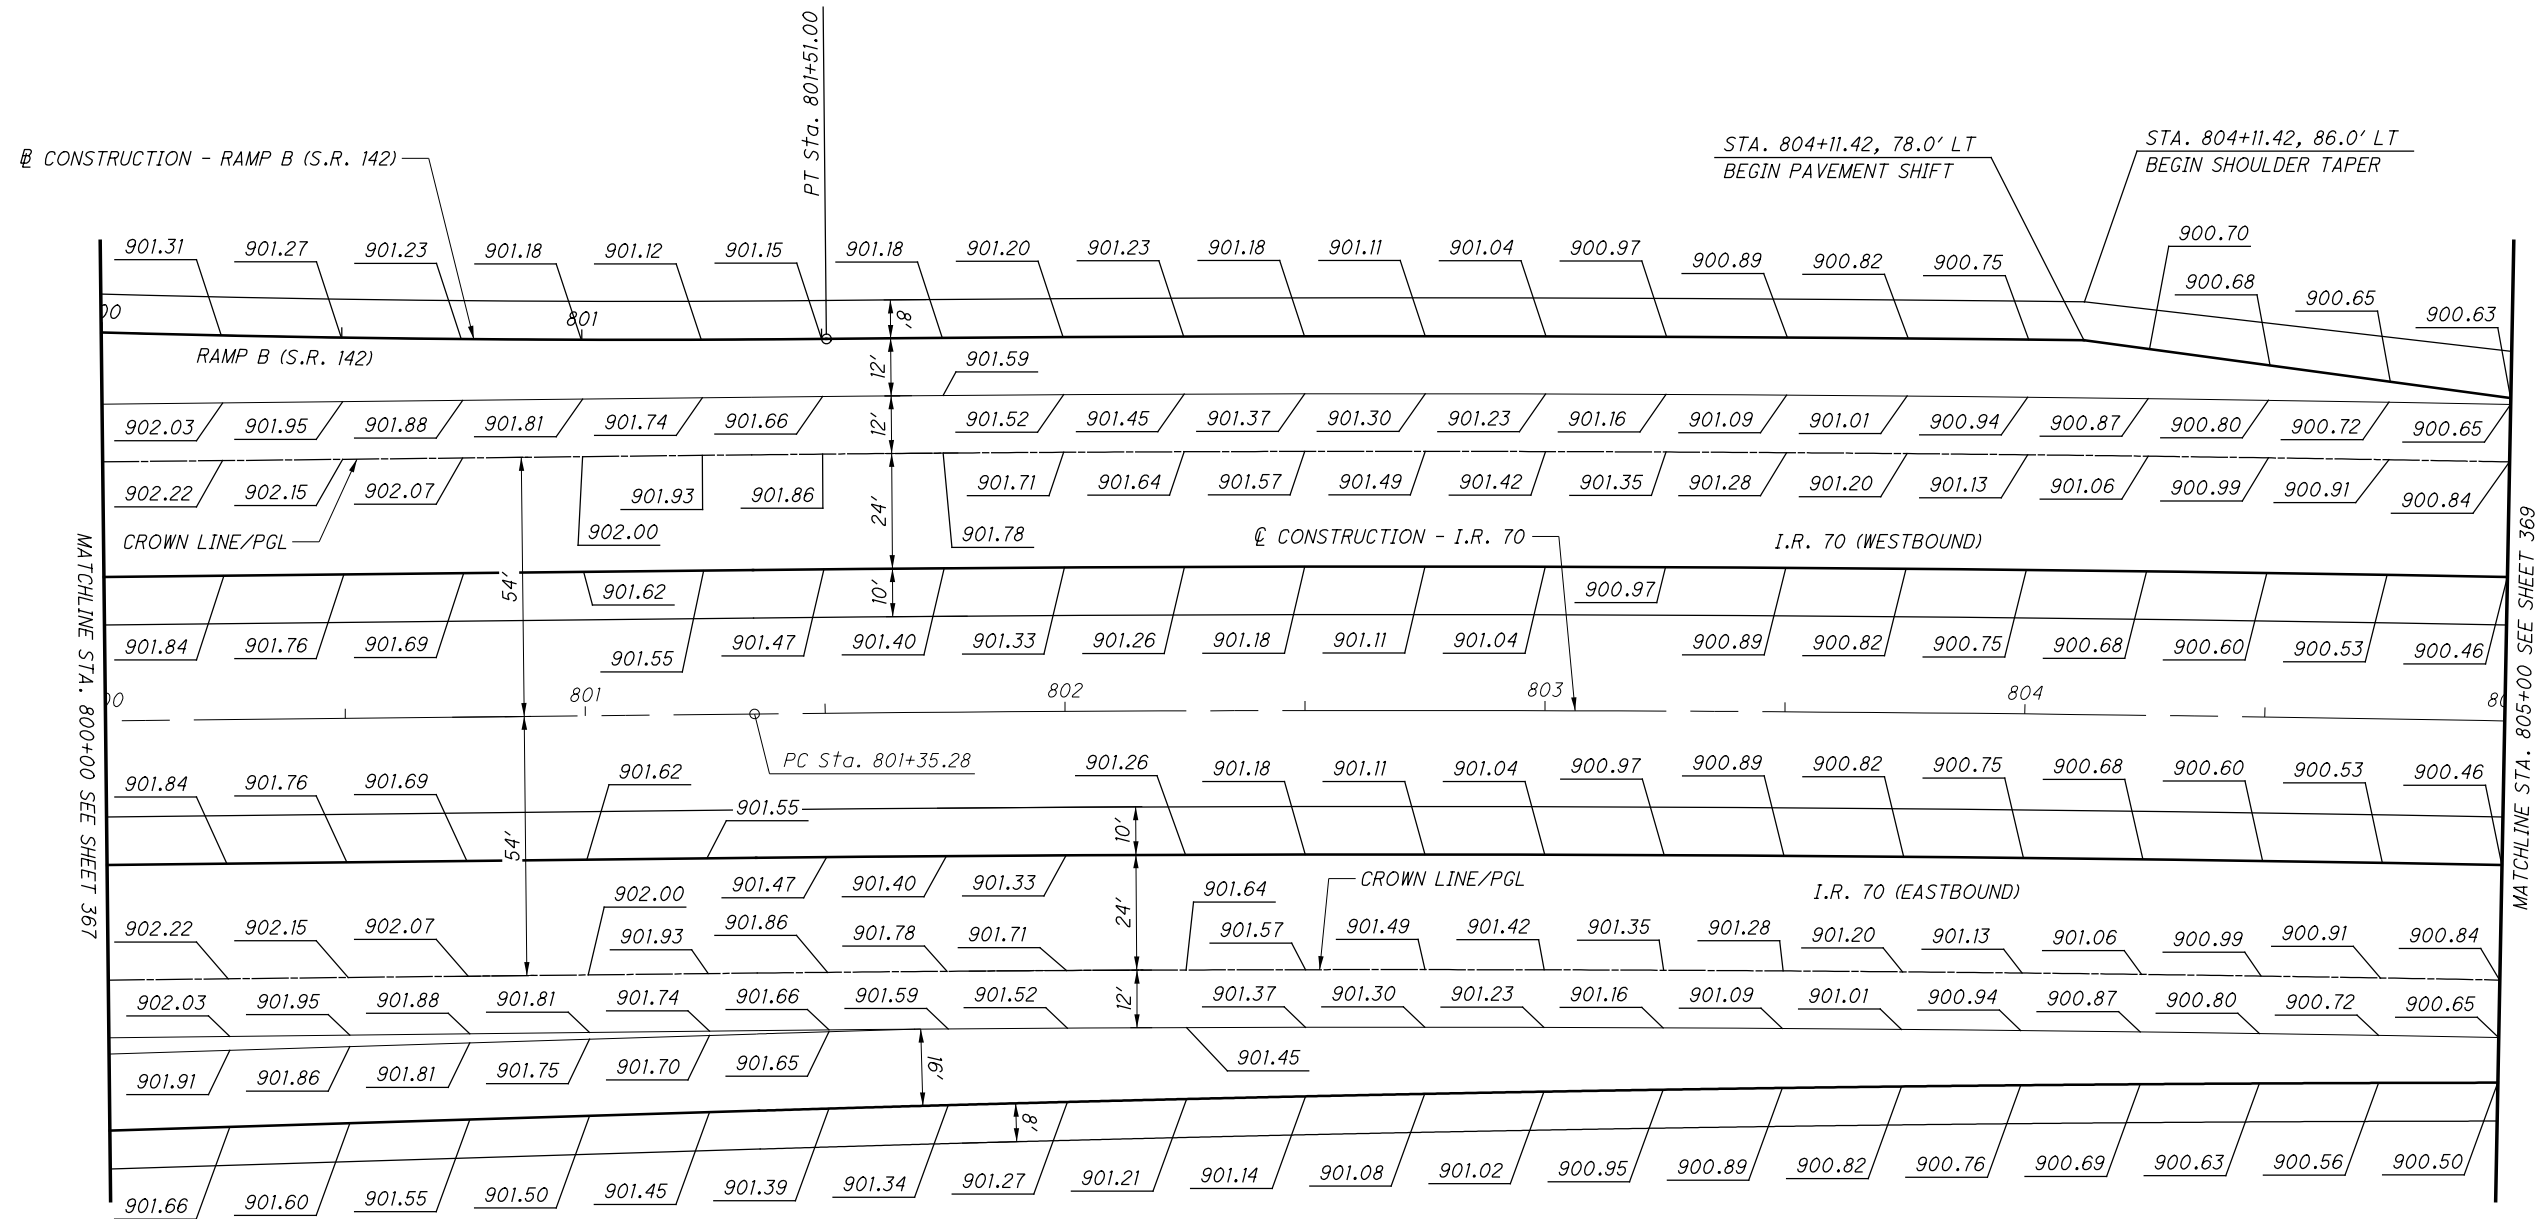 PT Sta. 801+51.00
℄ CONSTRUCTION - RAMP B (S.R. 142)
STA. 804+11.42, 78.0' LT
BEGIN PAVEMENT SHIFT
STA. 804+11.42, 86.0' LT
BEGIN SHOULDER TAPER
901.31 901.27 901.23 901.18 901.12 901.15 901.18 901.20 901.23 901.18 901.11 901.04 900.97 900.89 900.82 900.75 900.70 900.68 900.65 900.63
00 801 8'
RAMP B (S.R. 142) 12' 901.59
902.03 901.95 901.88 901.81 901.74 901.66 12' 901.52 901.45 901.37 901.30 901.23 901.16 901.09 901.01 900.94 900.87 900.80 900.72 900.65
902.22 902.15 902.07 901.93 901.86 901.71 901.64 901.57 901.49 901.42 901.35 901.28 901.20 901.13 901.06 900.99 900.91 900.84
902.00 24' 901.78
CROWN LINE/PGL
℄ CONSTRUCTION - I.R. 70
I.R. 70 (WESTBOUND)
MATCHLINE STA. 800+00 SEE SHEET 367
MATCHLINE STA. 805+00 SEE SHEET 369
54' 901.62 10' 900.97
901.84 901.76 901.69 901.55 901.47 901.40 901.33 901.26 901.18 901.11 901.04 900.89 900.82 900.75 900.68 900.60 900.53 900.46
00 801 802 803 804 80
PC Sta. 801+35.28
901.84 901.76 901.69 901.62 901.55 901.26 901.18 901.11 901.04 900.97 900.89 900.82 900.75 900.68 900.60 900.53 900.46
54' 10'
901.47 901.40 901.33
CROWN LINE/PGL
I.R. 70 (EASTBOUND)
902.22 902.15 902.07 902.00 901.93 901.86 901.78 901.71 24' 901.64 901.57 901.49 901.42 901.35 901.28 901.20 901.13 901.06 900.99 900.91 900.84
902.03 901.95 901.88 901.81 901.74 901.66 901.59 901.52 12' 901.37 901.30 901.23 901.16 901.09 901.01 900.94 900.87 900.80 900.72 900.65
901.45
901.91 901.86 901.81 901.75 901.70 901.65 16'
8'
901.66 901.60 901.55 901.50 901.45 901.39 901.34 901.27 901.21 901.14 901.08 901.02 900.95 900.89 900.82 900.76 900.69 900.63 900.56 900.50